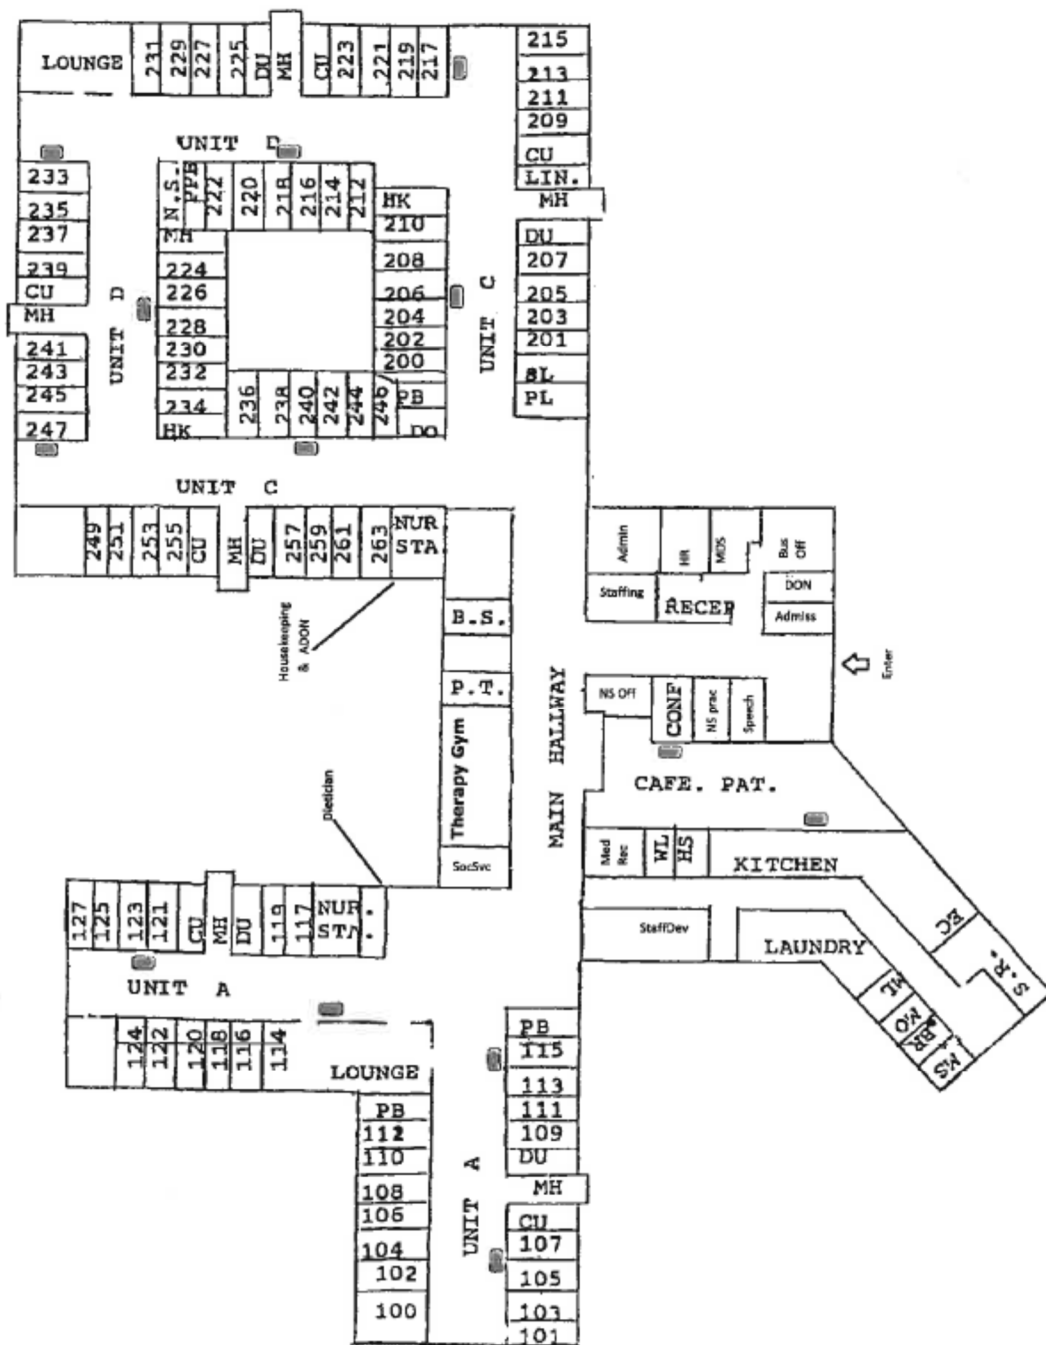 LOUNGE
231
229
227
225
DU
MH
CU
223
221
219
217
215
213
211
209
CU
LIN.
MH
DU
207
205
203
201
PL
UNIT D
233
235
237
239
CU
MH
241
243
245
247
UNIT D
N.S.
PPB
222
220
218
216
214
212
MH
224
226
228
230
232
234
HK
HK
210
208
206
204
202
200
PB
DO
236
238
240
242
244
246
UNIT C
UNIT C
249
251
253
255
CU
MH
DU
257
259
261
263
NUR
STA
Housekeeping
& ADON
B.S.
P.T.
Therapy Gym
SocSvc
MAIN HALLWAY
Admin
HR
MDS
Bus
Off
Staffing
RECEP
DON
Admiss
Enter
NS Off
CONF
NS prac
Speech
CAFE. PAT.
Med
Rec
WL
HS
KITCHEN
EC
S.R.
StaffDev
LAUNDRY
ML
MO
BR
MS
Dietician
127
125
123
121
CU
MH
DU
119
117
NUR.
STA.
UNIT A
124
122
120
118
116
114
LOUNGE
PB
112
110
108
106
104
102
100
UNIT A
PB
115
113
111
109
DU
MH
CU
107
105
103
101